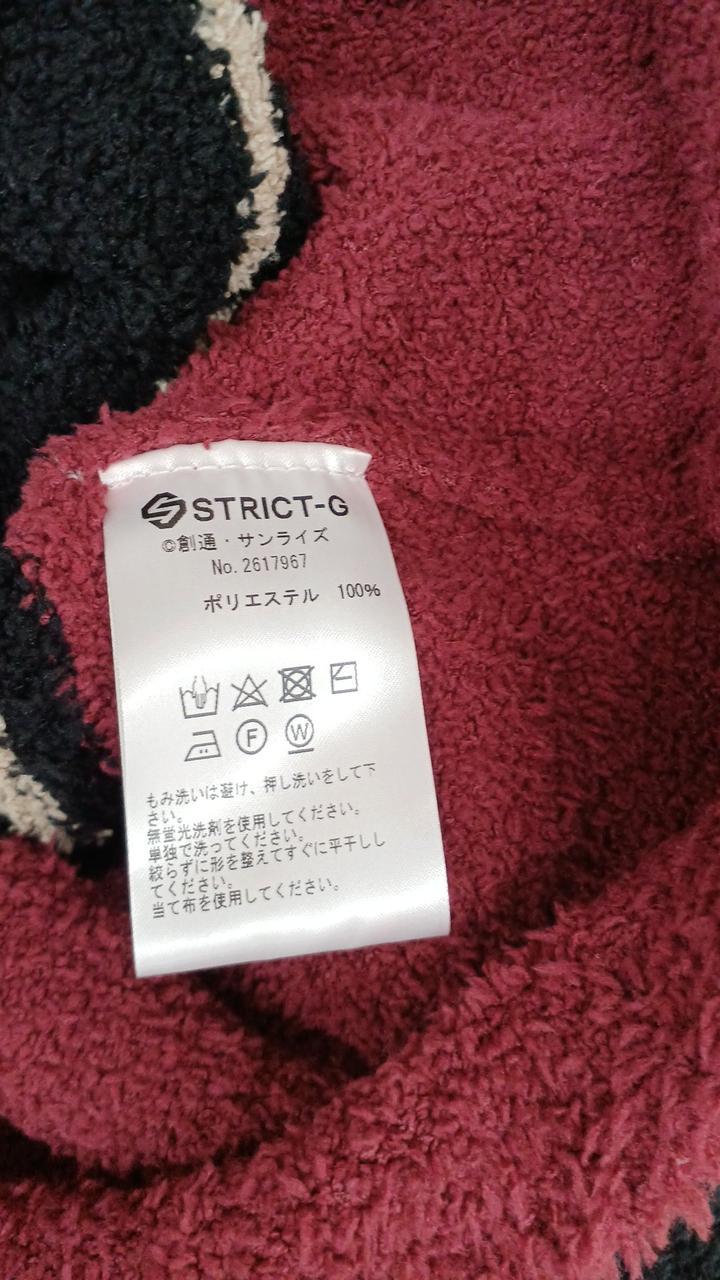 STRICT-G
©創通・サンライズ
No.2617967
ポリエステル 100%
F
W
もみ洗いは避け、押し洗いをして下
さい。
無蛍光洗剤を使用してください。
単独で洗ってください。
絞らずに形を整えてすぐに平干しし
てください。
当て布を使用してください。